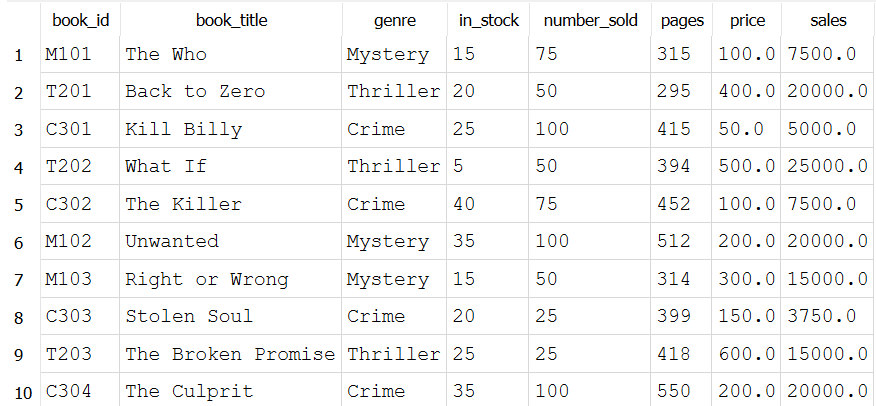 book_id book_title genre in_stock number_sold pages price sales
1 M101 The Who Mystery 15 75 315 100.0 7500.0
2 T201 Back to Zero Thriller 20 50 295 400.0 20000.0
3 C301 Kill Billy Crime 25 100 415 50.0 5000.0
4 T202 What If Thriller 5 50 394 500.0 25000.0
5 C302 The Killer Crime 40 75 452 100.0 7500.0
6 M102 Unwanted Mystery 35 100 512 200.0 20000.0
7 M103 Right or Wrong Mystery 15 50 314 300.0 15000.0
8 C303 Stolen Soul Crime 20 25 399 150.0 3750.0
9 T203 The Broken Promise Thriller 25 25 418 600.0 15000.0
10 C304 The Culprit Crime 35 100 550 200.0 20000.0